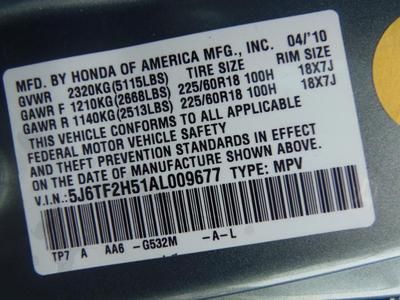 MFD. BY HONDA OF AMERICA MFG., INC. 04/'10
GVWR 2320KG(5115LBS) TIRE SIZE RIM SIZE
GAWR F 1210KG(2668LBS) 225/60R18 100H 18X7J
GAWR R 1140KG(2513LBS) 225/60R18 100H 18X7J
THIS VEHICLE CONFORMS TO ALL APPLICABLE
FEDERAL MOTOR VEHICLE SAFETY
AND THEFT PREVENTION STANDARDS IN EFFECT
ON THE DATE OF MANUFACTURE SHOWN ABOVE.
V.I.N.: 5J6TF2H51AL009677 TYPE: MPV
TP7 A AA6 -G532M -A-L